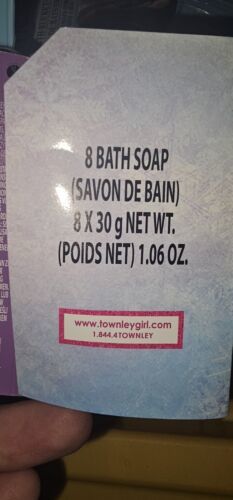 8 BATH SOAP
(SAVON DE BAIN)
8 X 30 g NET WT.
(POIDS NET) 1.06 OZ.
www.townleygirl.com
1.844.4TOWNLEY